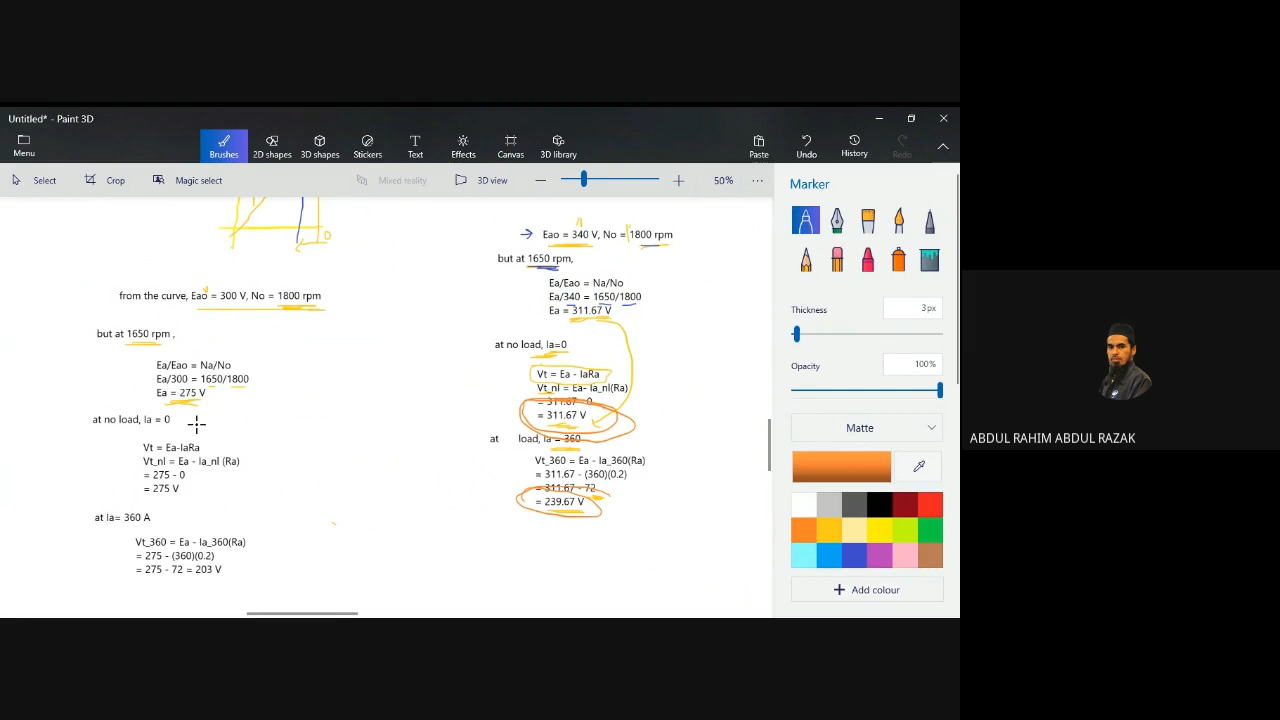 Untitled* - Paint 3D
Menu
Brushes
2D shapes
3D shapes
Stickers
Text
Effects
Canvas
3D library
Paste
Undo
History
Redo
Select
Crop
Magic select
Mixed reality
3D view
50%
from the curve, Eao = 300 V, No = 1800 rpm
but at 1650 rpm ,
Ea/Eao = Na/No
Ea/300 = 1650/1800
Ea = 275 V
at no load, Ia = 0
Vt = Ea-IaRa
Vt_nl = Ea - Ia_nl (Ra)
= 275 - 0
= 275 V
at Ia= 360 A
Vt_360 = Ea - Ia_360(Ra)
= 275 - (360)(0.2)
= 275 - 72 = 203 V
Eao = 340 V, No = 1800 rpm
but at 1650 rpm,
Ea/Eao = Na/No
Ea/340 = 1650/1800
Ea = 311.67 V
at no load, Ia=0
Vt = Ea - IaRa
Vt_nl = Ea- Ia_nl(Ra)
= 311.67 - 0
= 311.67 V
at load, Ia = 360
Vt_360 = Ea - Ia_360(Ra)
= 311.67 - (360)(0.2)
= 311.67 - 72
= 239.67 V
Marker
Thickness
3px
Opacity
100%
Matte
+ Add colour
ABDUL RAHIM ABDUL RAZAK